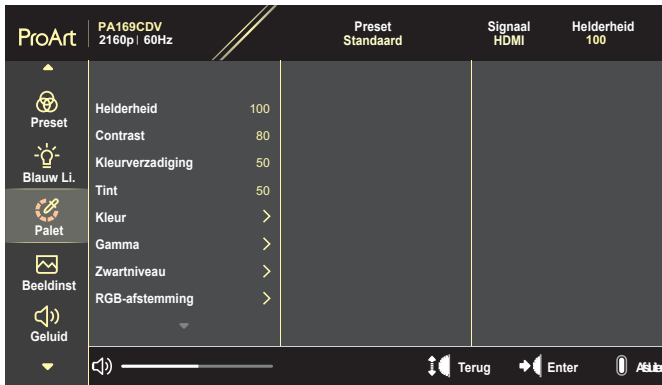 ProArt
PA169CDV
2160p | 60Hz
Preset
Standaard
Signaal
HDMI
Helderheid
100
Preset
Blauw Li.
Palet
Beeldinst
Geluid
Helderheid 100
Contrast 80
Kleurverzadiging 50
Tint 50
Kleur
Gamma
Zwartniveau
RGB-afstemming
Terug
Enter